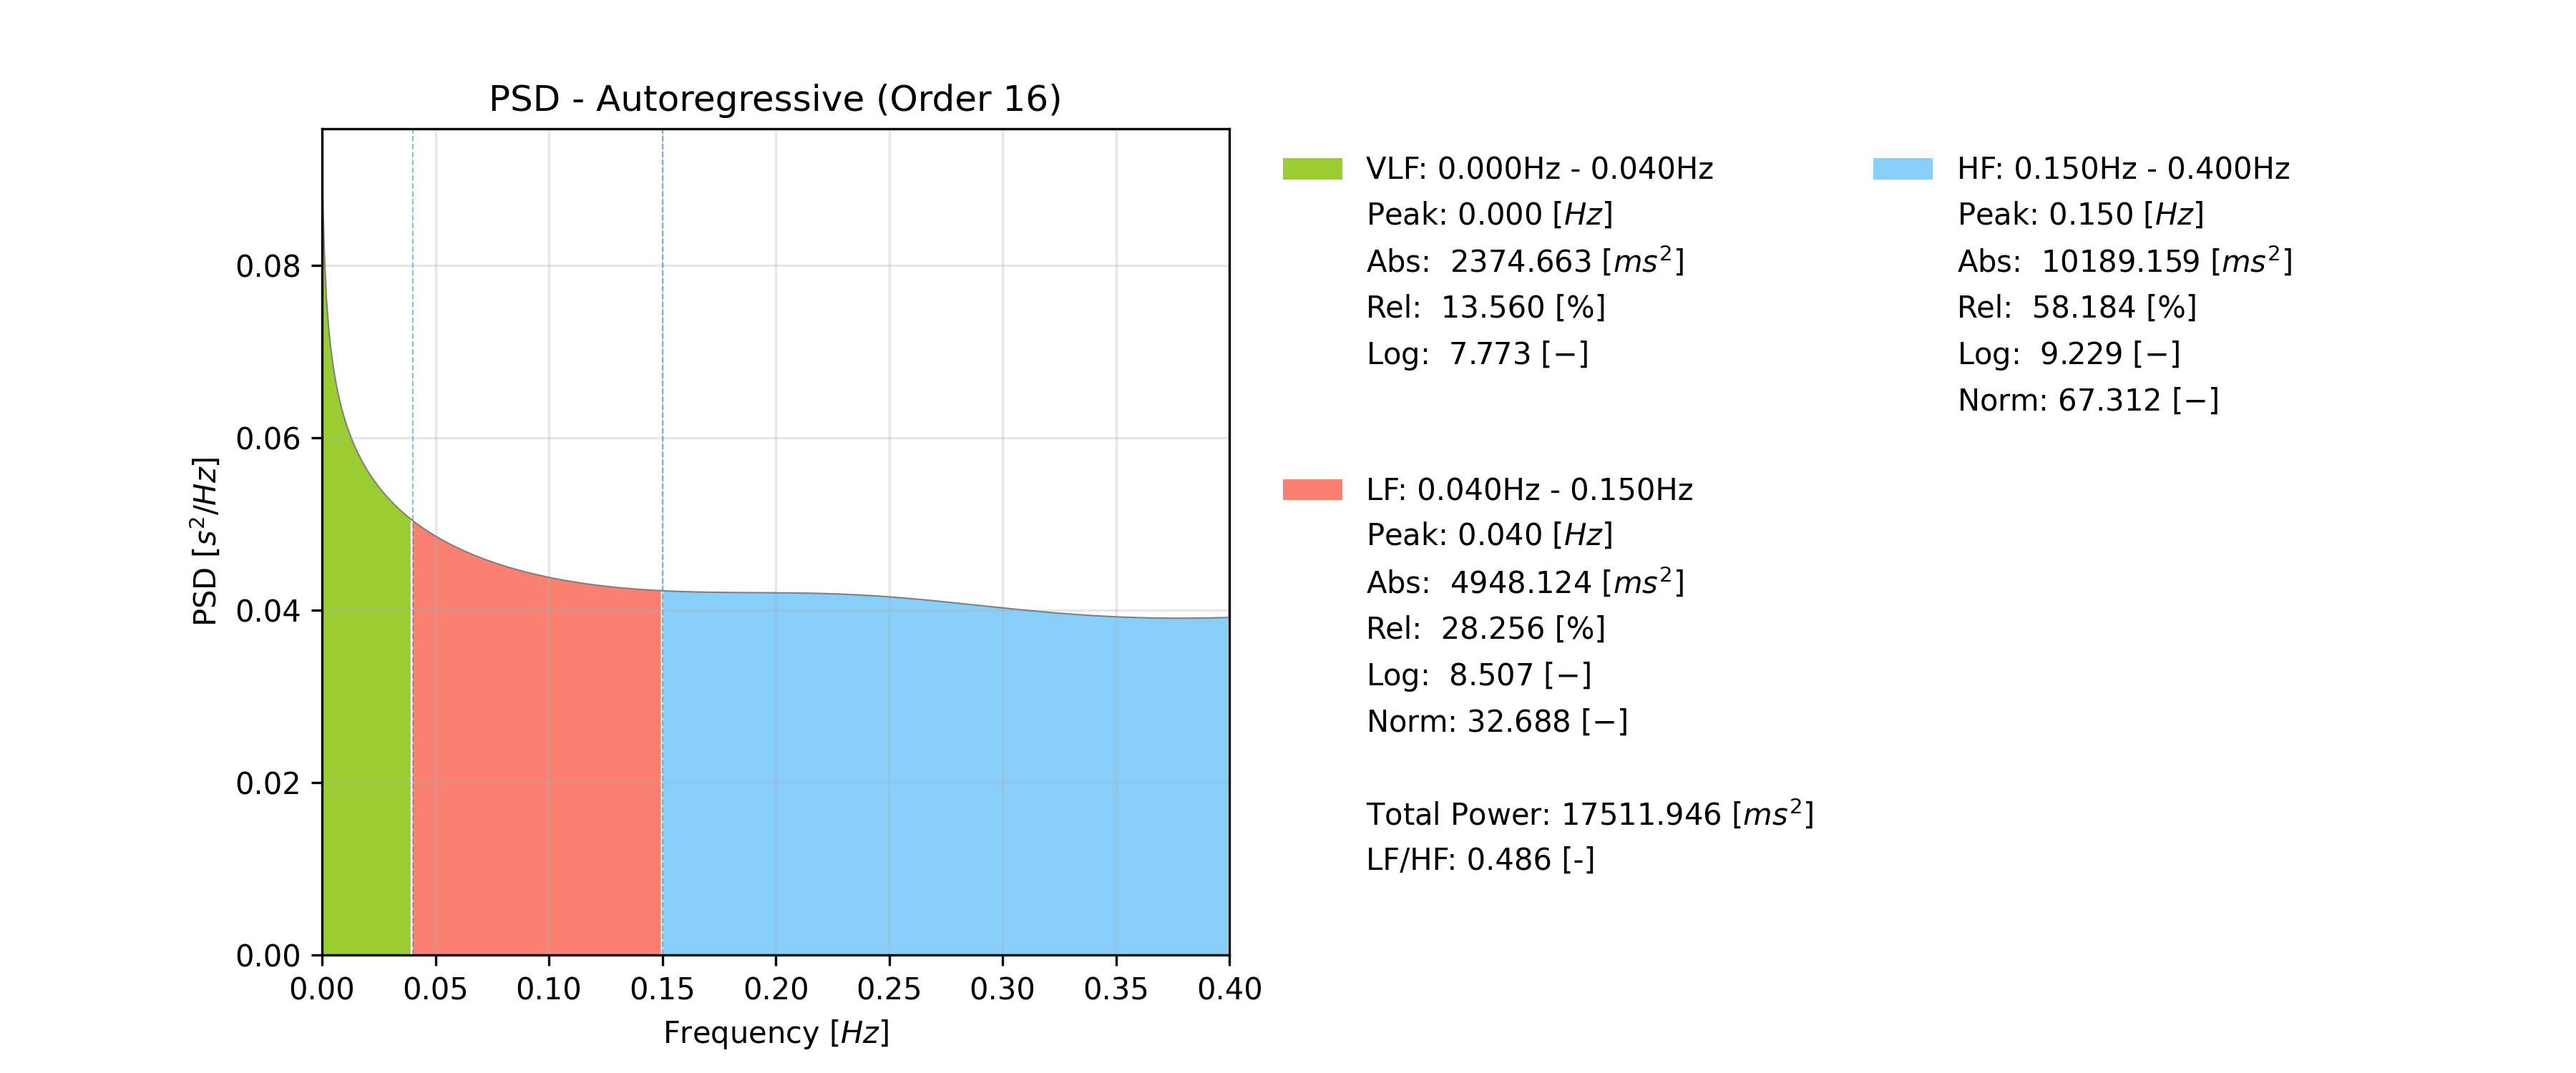 PSD - Autoregressive (Order 16)
PSD [s²/Hz]
0.08
0.06
0.04
0.02
0.00
0.00 0.05 0.10 0.15 0.20 0.25 0.30 0.35 0.40
Frequency [Hz]
VLF: 0.000Hz - 0.040Hz
Peak: 0.000 [Hz]
Abs: 2374.663 [ms²]
Rel: 13.560 [%]
Log: 7.773 [−]
LF: 0.040Hz - 0.150Hz
Peak: 0.040 [Hz]
Abs: 4948.124 [ms²]
Rel: 28.256 [%]
Log: 8.507 [−]
Norm: 32.688 [−]
Total Power: 17511.946 [ms²]
LF/HF: 0.486 [-]
HF: 0.150Hz - 0.400Hz
Peak: 0.150 [Hz]
Abs: 10189.159 [ms²]
Rel: 58.184 [%]
Log: 9.229 [−]
Norm: 67.312 [−]